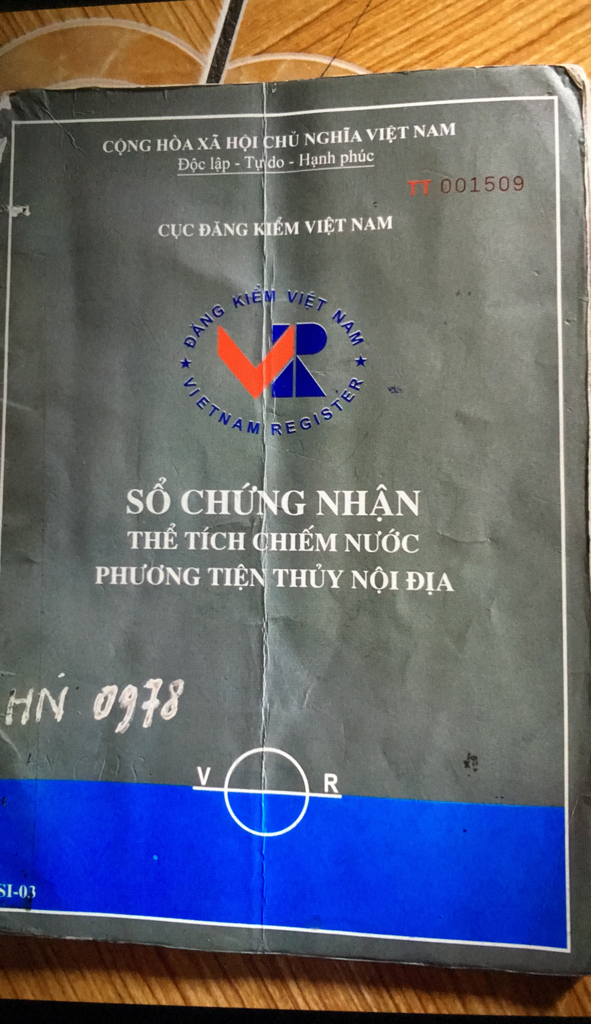 CỘNG HÒA XÃ HỘI CHỦ NGHĨA VIỆT NAM
Độc lập - Tự do - Hạnh phúc
TT 001509
CỤC ĐĂNG KIỂM VIỆT NAM
ĐĂNG KIỂM VIỆT NAM
VR
VIETNAM REGISTER
SỔ CHỨNG NHẬN
THỂ TÍCH CHIẾM NƯỚC
PHƯƠNG TIỆN THỦY NỘI ĐỊA
HN 0978
V R
SI-03